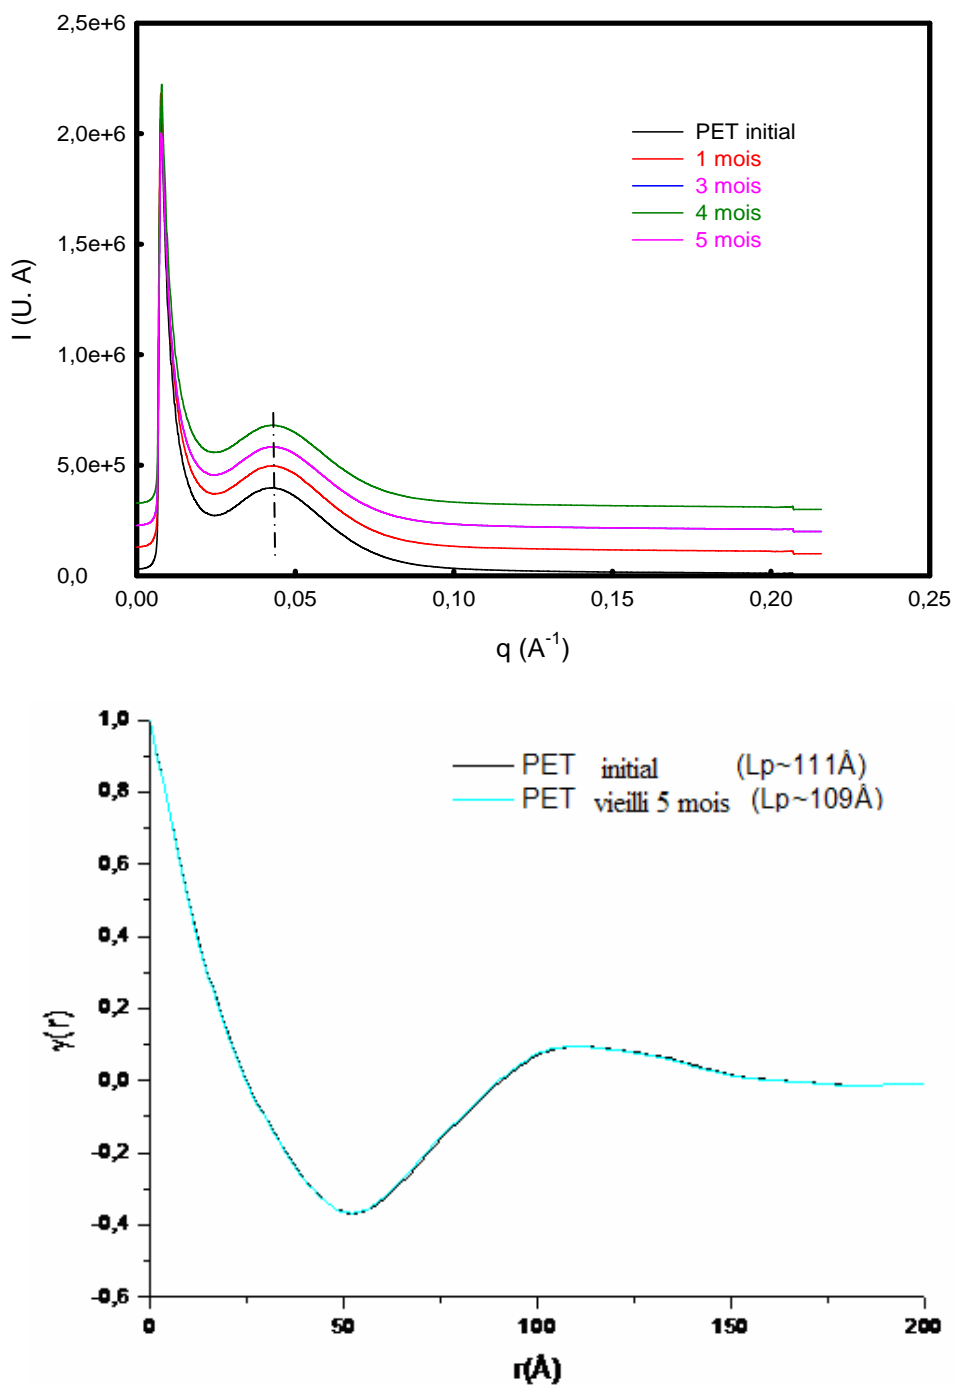 2,5e+6
2,0e+6
1,5e+6
1,0e+6
5,0e+5
0,0
I (U. A)
PET initial
1 mois
3 mois
4 mois
5 mois
0,00 0,05 0,10 0,15 0,20 0,25
q (A-1)
1,0
0,8
0,6
0,4
0,2
0,0
-0,2
-0,4
-0,6
γ(r)
PET initial (Lp~111Å)
PET vieilli 5 mois (Lp~109Å)
0 50 100 150 200
r(Å)